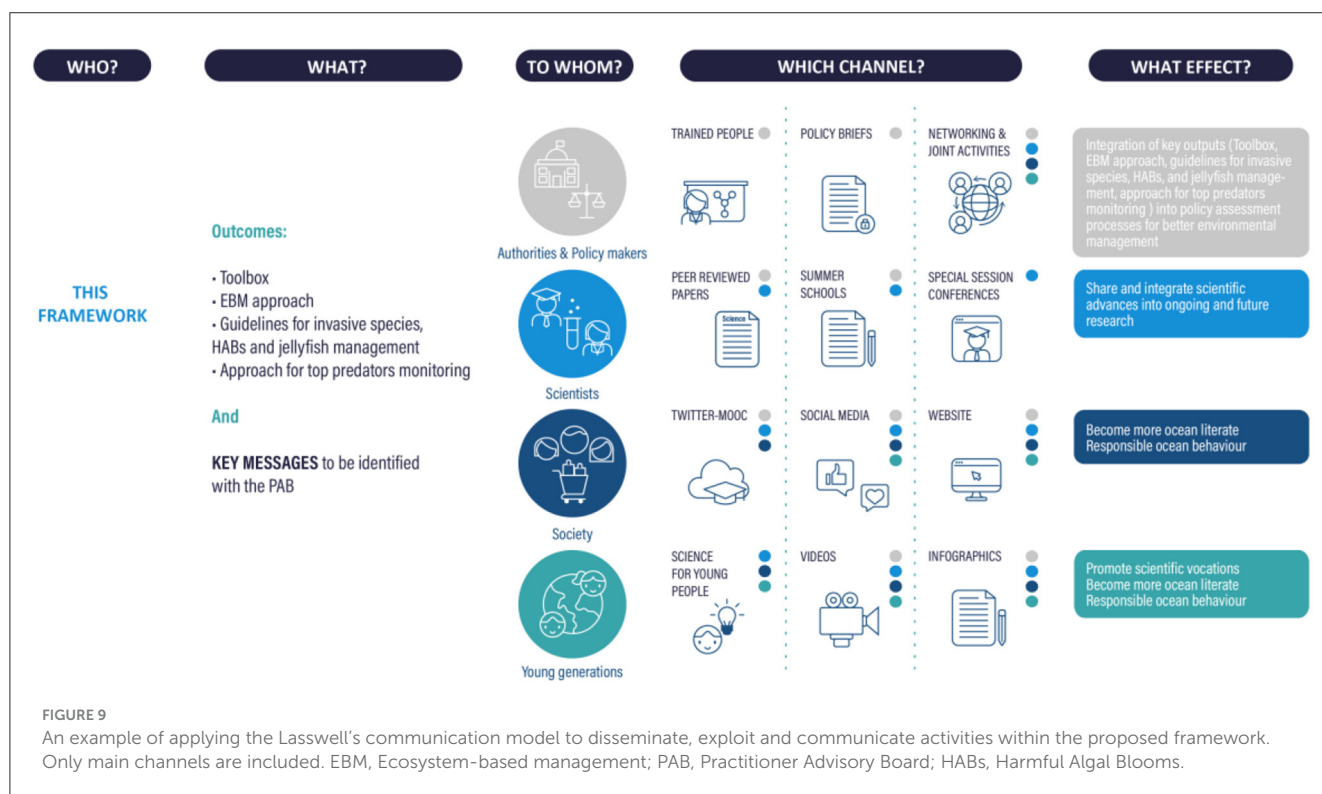 WHO?
WHAT?
TO WHOM?
WHICH CHANNEL?
WHAT EFFECT?
THIS
FRAMEWORK
Outcomes:
• Toolbox
• EBM approach
• Guidelines for invasive species,
HABs and jellyfish management
• Approach for top predators monitoring
And
KEY MESSAGES to be identified
with the PAB
Authorities & Policy makers
Scientists
Society
Young generations
TRAINED PEOPLE
POLICY BRIEFS
NETWORKING &
JOINT ACTIVITIES
PEER REVIEWED
PAPERS
Science
SUMMER
SCHOOLS
SPECIAL SESSION
CONFERENCES
TWITTER-MOOC
SOCIAL MEDIA
WEBSITE
SCIENCE
FOR YOUNG
PEOPLE
VIDEOS
INFOGRAPHICS
Integration of key outputs (Toolbox,
EBM approach, guidelines for invasive
species, HABs, and jellyfish manage-
ment, approach for top predators
monitoring ) into policy assessment
processes for better environmental
management
Share and integrate scientific
advances into ongoing and future
research
Become more ocean literate
Responsible ocean behaviour
Promote scientific vocations
Become more ocean literate
Responsible ocean behaviour
FIGURE 9
An example of applying the Lasswell's communication model to disseminate, exploit and communicate activities within the proposed framework.
Only main channels are included. EBM, Ecosystem-based management; PAB, Practitioner Advisory Board; HABs, Harmful Algal Blooms.